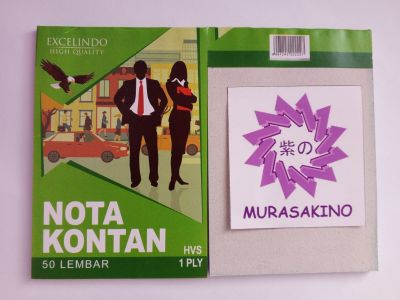 EXCELINDO
HIGH QUALITY
NOTA
KONTAN
50 LEMBAR
HVS
1 PLY
紫の
MURASAKINO